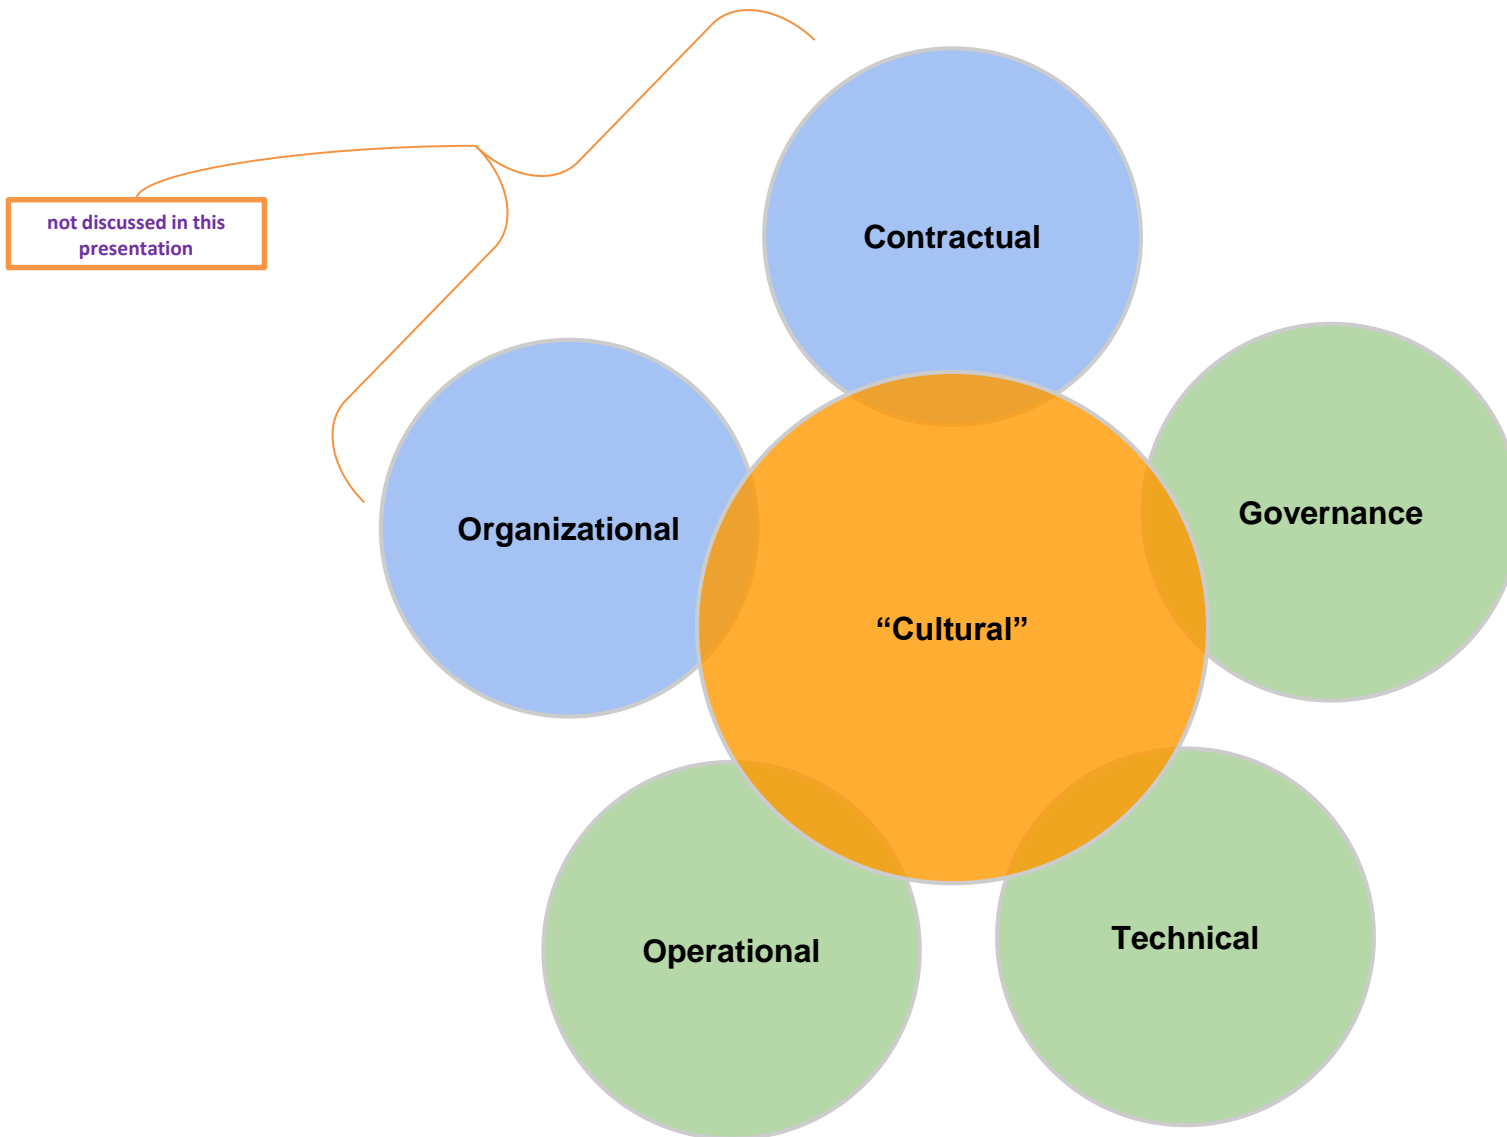 not discussed in this
presentation
Contractual
Governance
Organizational
“Cultural”
Technical
Operational